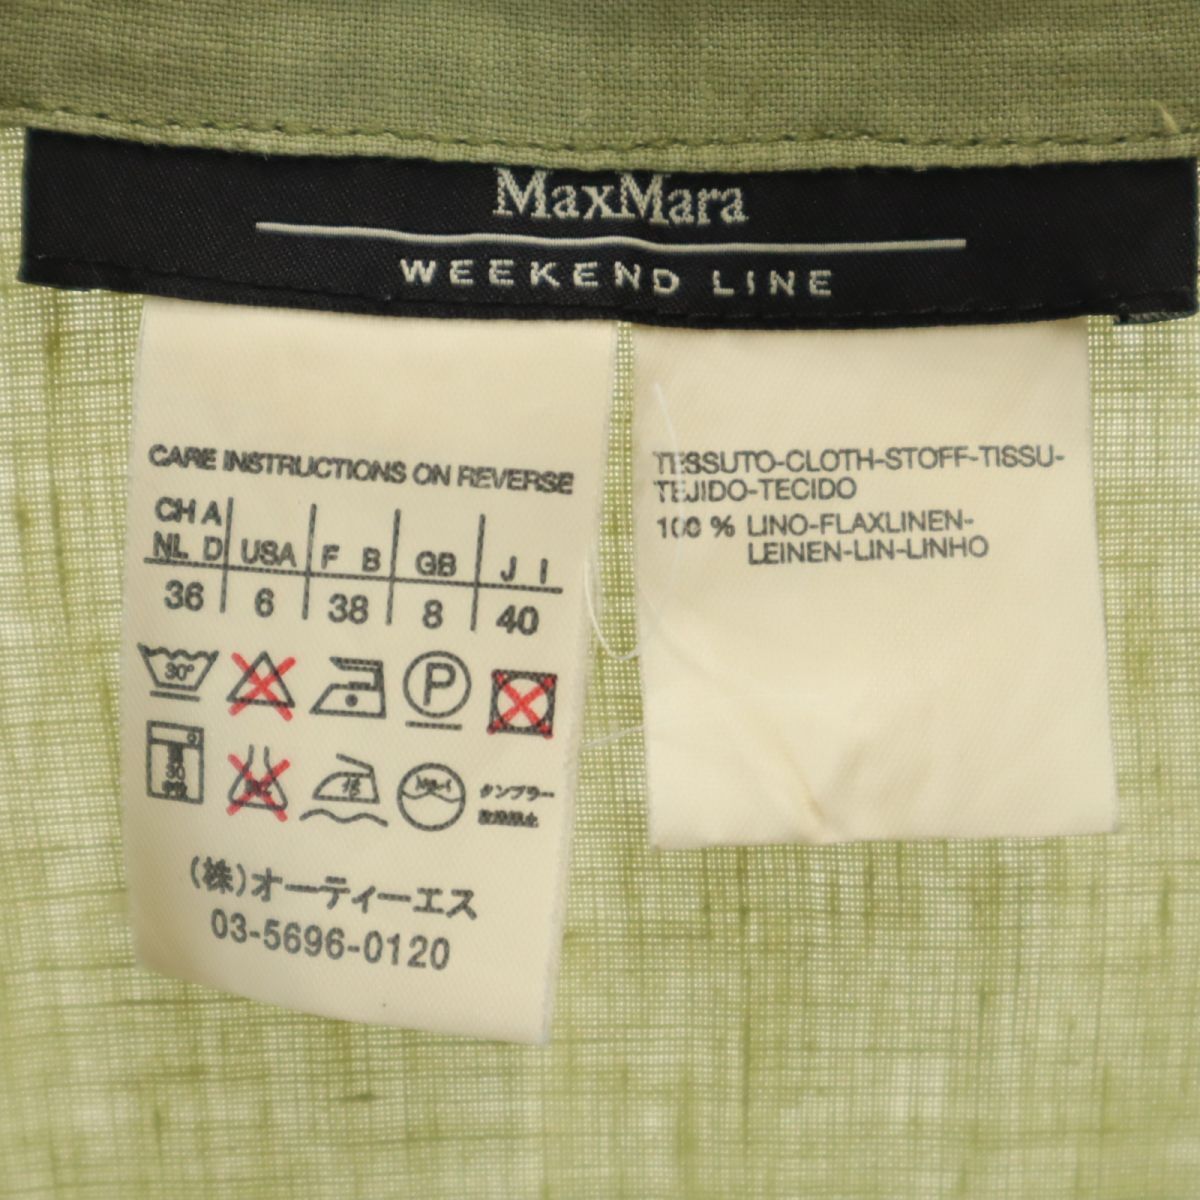 MaxMara
WEEKEND LINE
CARE INSTRUCTIONS ON REVERSE
CH A
NL D USA F B GB J I
36 6 38 8 40
30° P
30
タンブラー
(株)オーティーエス
03-5696-0120
TESSUTO-CLOTH-STOFF-TISSU-
TEJIDO-TECIDO
100 % LINO-FLAXLINEN-
LEINEN-LIN-LINHO